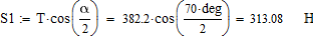 S1 := T·cos(α/2) = 382.2·cos(70·deg/2) = 313.08 H